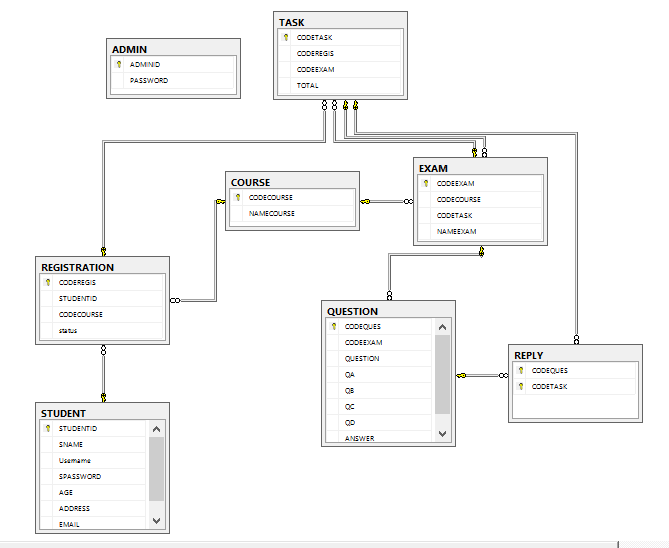 TASK
CODETASK
CODEREGIS
CODEEXAM
TOTAL
ADMIN
ADMINID
PASSWORD
COURSE
CODECOURSE
NAMECOURSE
EXAM
CODEEXAM
CODECOURSE
CODETASK
NAMEEXAM
REGISTRATION
CODEREGIS
STUDENTID
CODECOURSE
status
QUESTION
CODEQUES
CODEEXAM
QUESTION
QA
QB
QC
QD
ANSWER
REPLY
CODEQUES
CODETASK
STUDENT
STUDENTID
SNAME
Username
SPASSWORD
AGE
ADDRESS
EMAIL